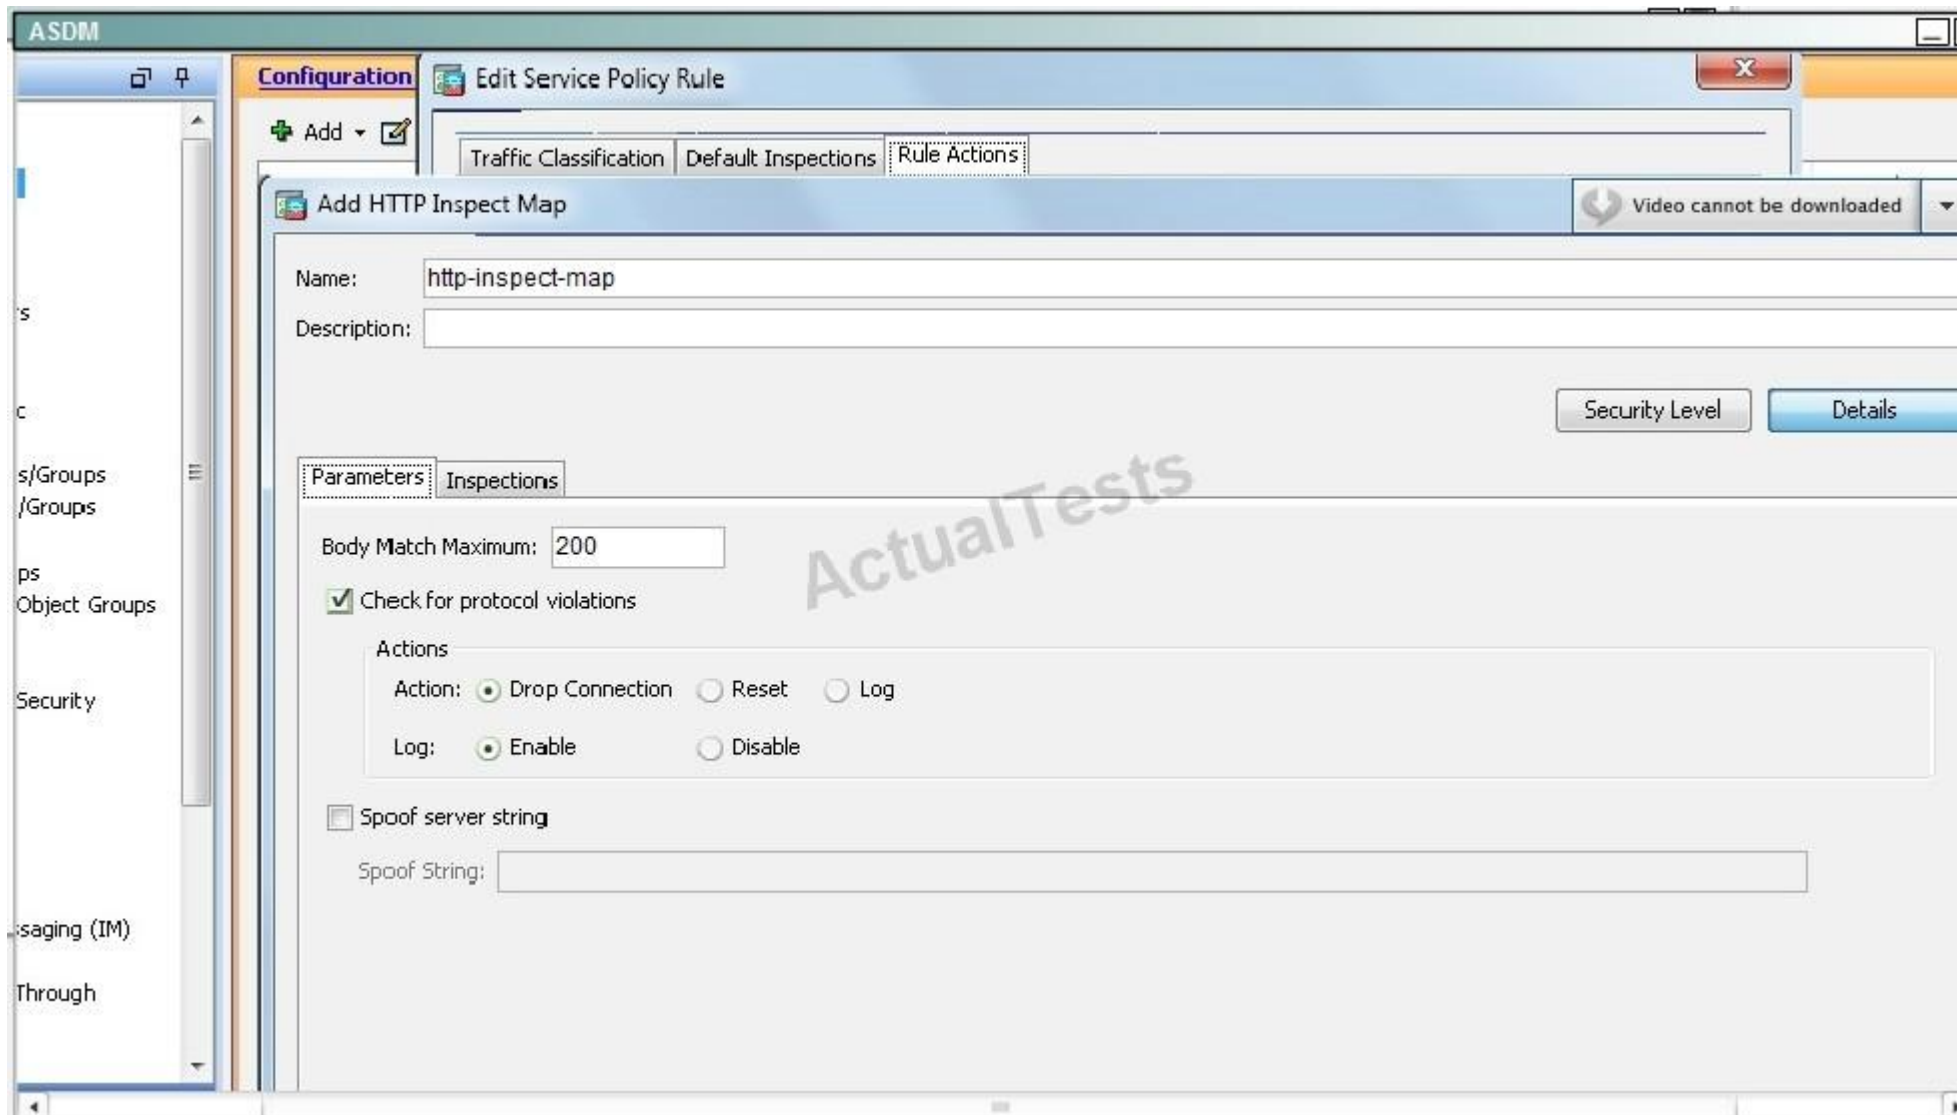 ASDM
Configuration
Edit Service Policy Rule
X
Add
Traffic Classification
Default Inspections
Rule Actions
Add HTTP Inspect Map
Video cannot be downloaded
Name:
http-inspect-map
Description:
Security Level
Details
Parameters
Inspections
Body Match Maximum:
200
Check for protocol violations
Actions
Action:
Drop Connection
Reset
Log
Log:
Enable
Disable
Spoof server string
Spoof String:
ActualTests
's
c
s/Groups
/Groups
ps
Object Groups
Security
ssaging (IM)
Through